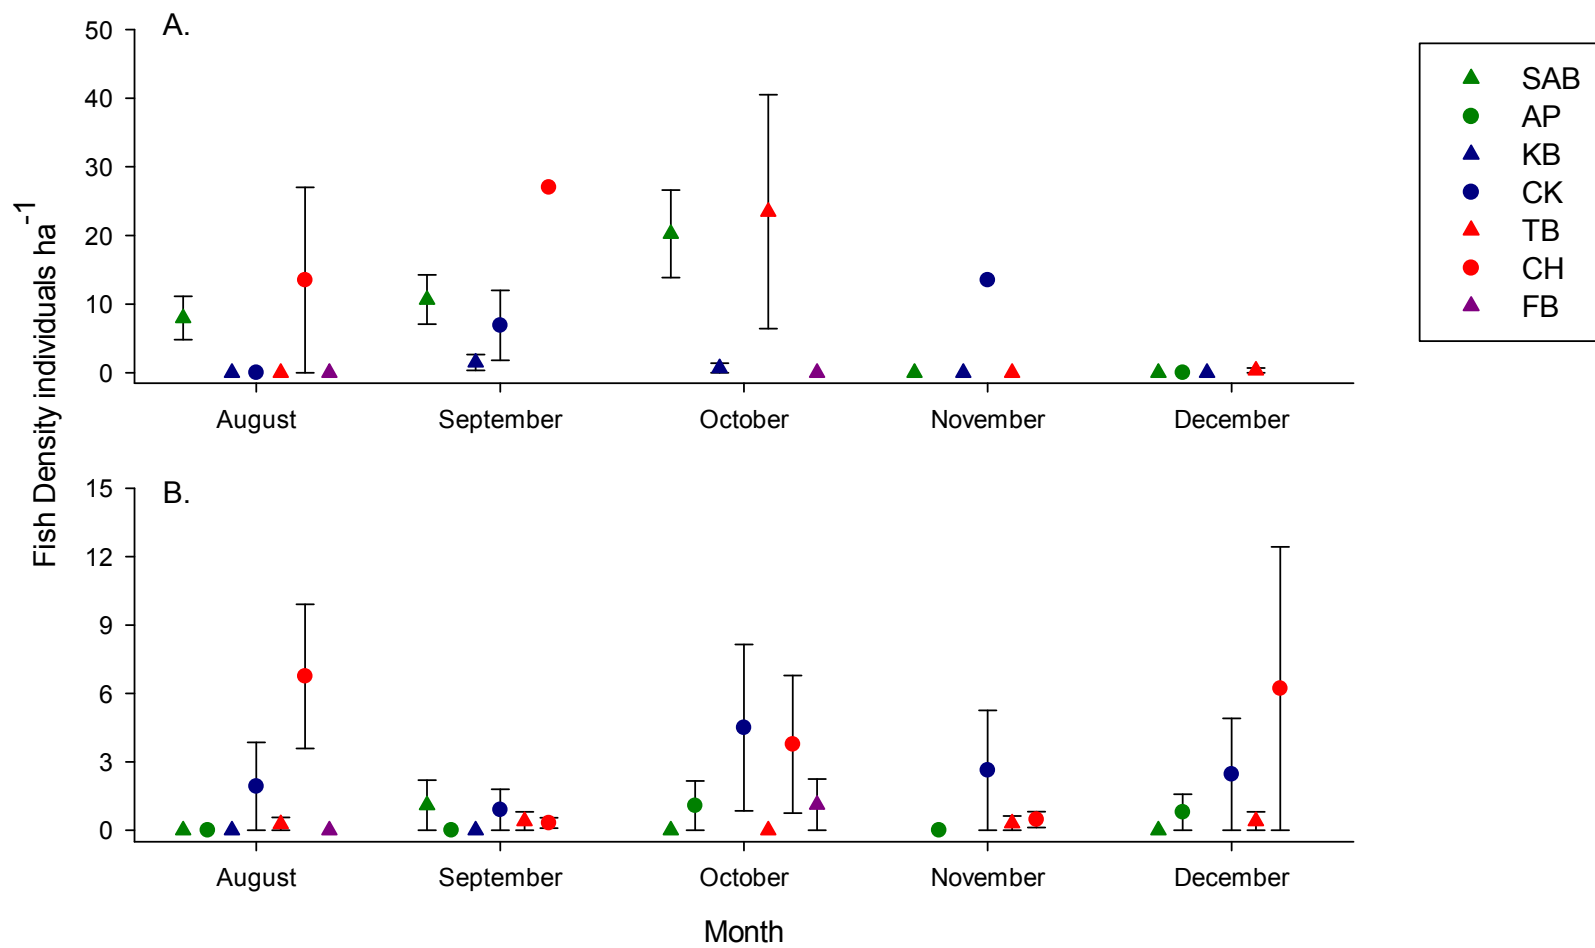 A.
50
40
30
20
10
0
August September October November December
SAB
AP
KB
CK
TB
CH
FB
Fish Density individuals ha-1
B.
15
12
9
6
3
0
August September October November December
Month